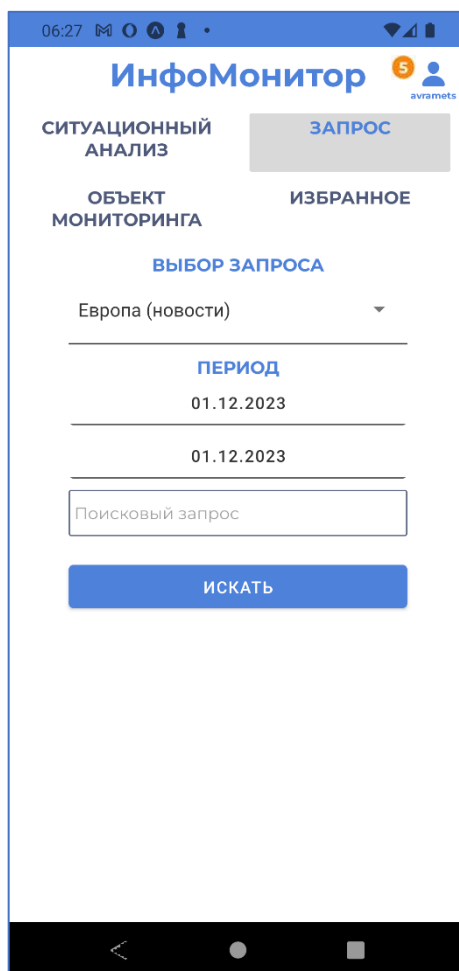 06:27
ИнфоМонитор
5
avramets
СИТУАЦИОННЫЙ
АНАЛИЗ
ЗАПРОС
ОБЪЕКТ
МОНИТОРИНГА
ИЗБРАННОЕ
ВЫБОР ЗАПРОСА
Европа (новости)
ПЕРИОД
01.12.2023
01.12.2023
Поисковый запрос
ИСКАТЬ